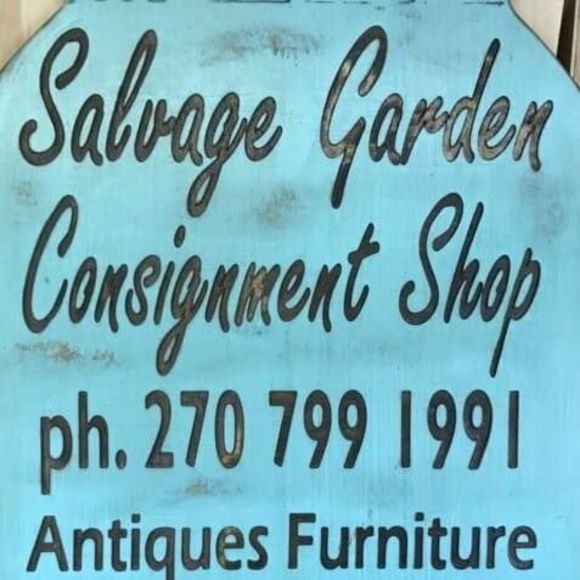 Salvage Garden
Consignment Shop
ph. 270 799 1991
Antiques Furniture